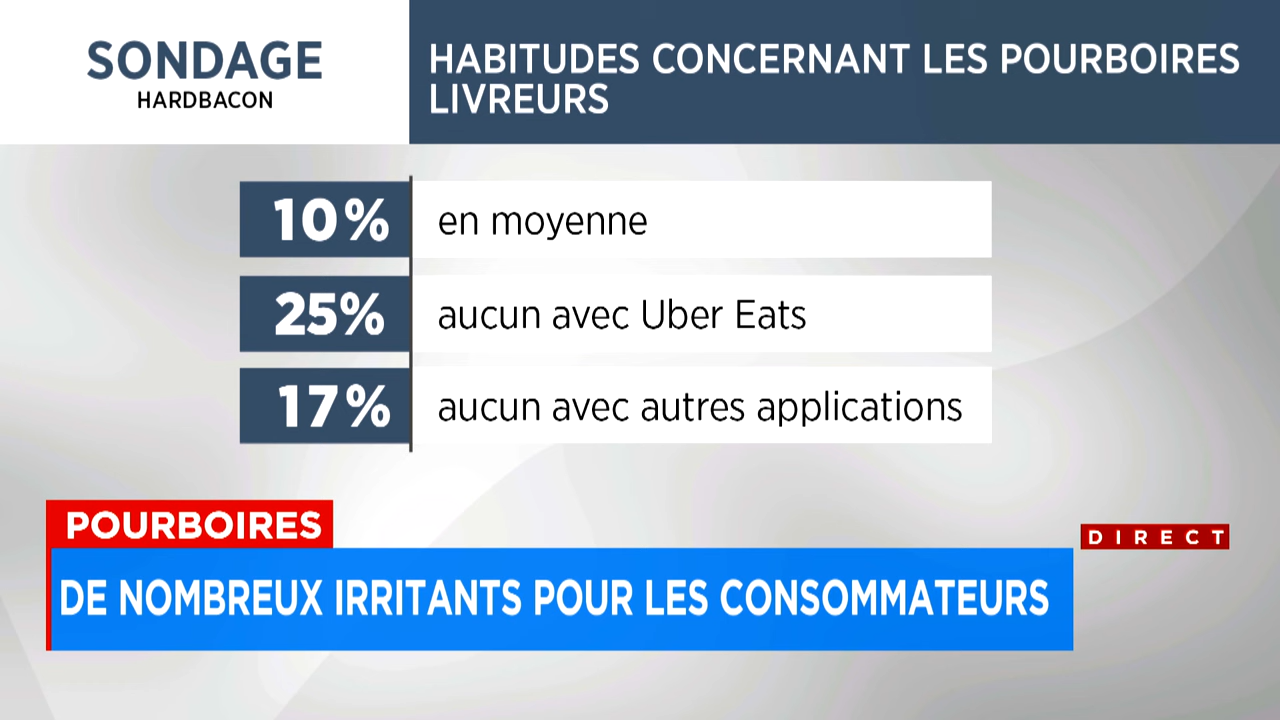 SONDAGE
HARDBACON
HABITUDES CONCERNANT LES POURBOIRES
LIVREURS
10% en moyenne
25% aucun avec Uber Eats
17% aucun avec autres applications
POURBOIRES
DIRECT
DE NOMBREUX IRRITANTS POUR LES CONSOMMATEURS